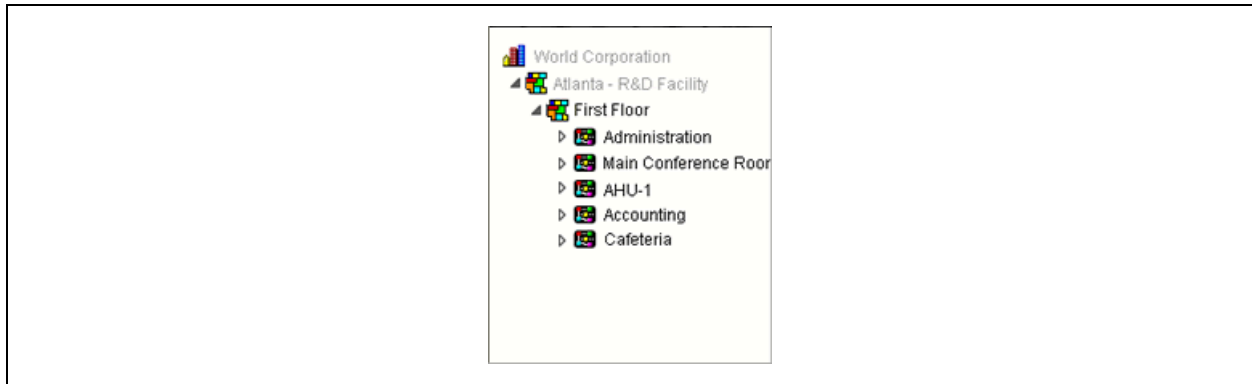 World Corporation
Atlanta - R&D Facility
First Floor
Administration
Main Conference Roor
AHU-1
Accounting
Cafeteria